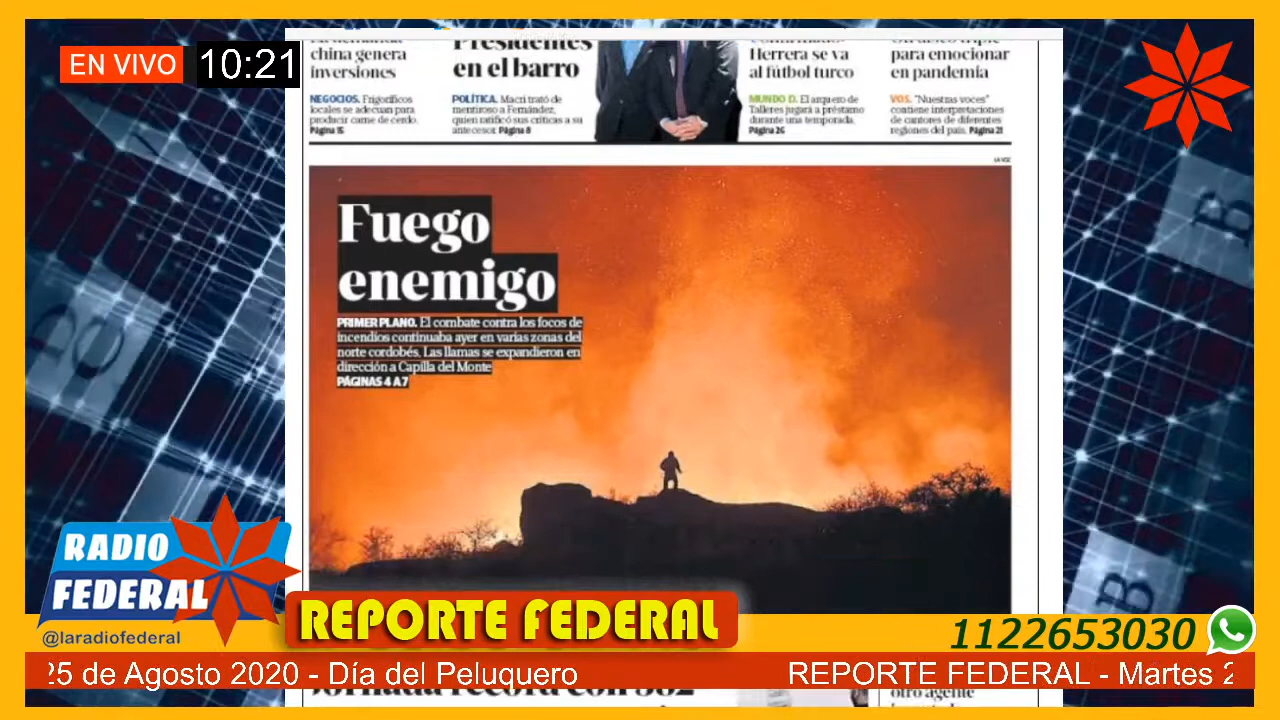 EN VIVO
10:21
china genera
inversiones
NEGOCIOS. Frigoríficos
locales se adecuan para
producir carne de cerdo.
Página 15
Presidentes
en el barro
POLÍTICA. Macri trató de
mentiroso a Fernández,
quien ratificó sus críticas a su
antecesor. Página 8
Herrera se va
al fútbol turco
MUNDO D. El arquero de
Talleres jugará a préstamo
durante una temporada.
Página 26
para emocionar
en pandemia
VOS. "Nuestras voces"
contiene interpretaciones
de cantores de diferentes
regiones del país. Página 21
LA VOZ
Fuego
enemigo
PRIMER PLANO. El combate contra los focos de
incendios continuaba ayer en varias zonas del
norte cordobés. Las llamas se expandieron en
dirección a Capilla del Monte
PÁGINAS 4 A 7
RADIO
FEDERAL
@laradiofederal
REPORTE FEDERAL
1122653030
25 de Agosto 2020 - Día del Peluquero
REPORTE FEDERAL - Martes 2
otro agente